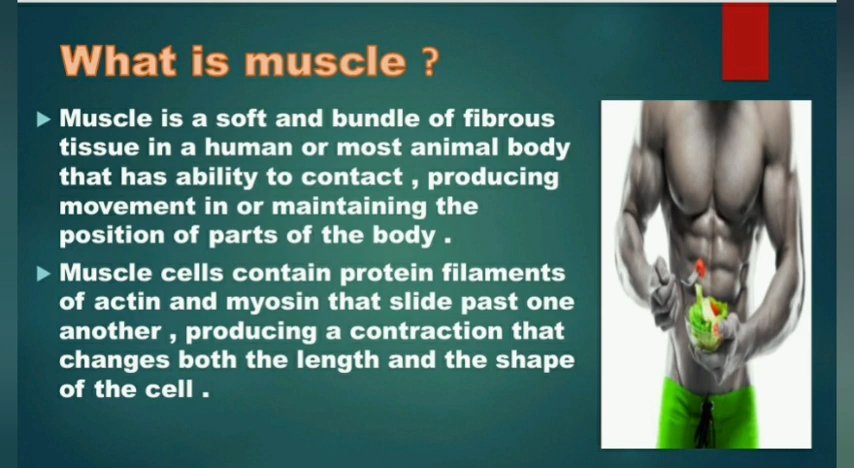 What is muscle ?
Muscle is a soft and bundle of fibrous
tissue in a human or most animal body
that has ability to contact , producing
movement in or maintaining the
position of parts of the body .
Muscle cells contain protein filaments
of actin and myosin that slide past one
another , producing a contraction that
changes both the length and the shape
of the cell .